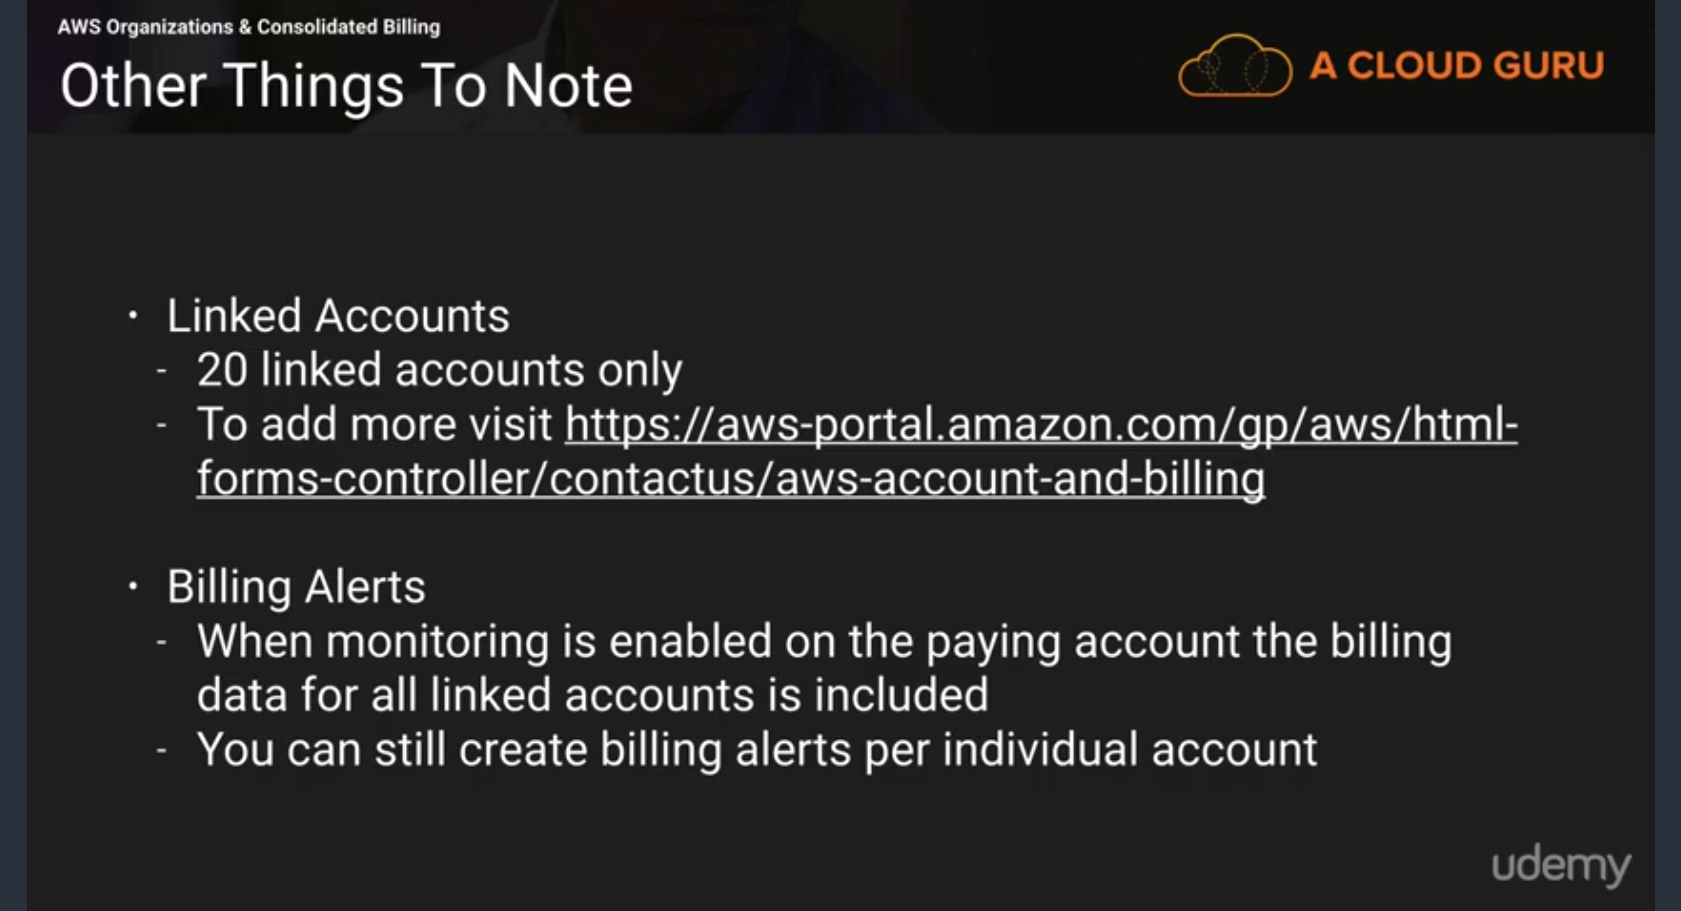 AWS Organizations & Consolidated Billing
Other Things To Note
A CLOUD GURU
· Linked Accounts
- 20 linked accounts only
- To add more visit https://aws-portal.amazon.com/gp/aws/html-
forms-controller/contactus/aws-account-and-billing
· Billing Alerts
- When monitoring is enabled on the paying account the billing
data for all linked accounts is included
- You can still create billing alerts per individual account
udemy